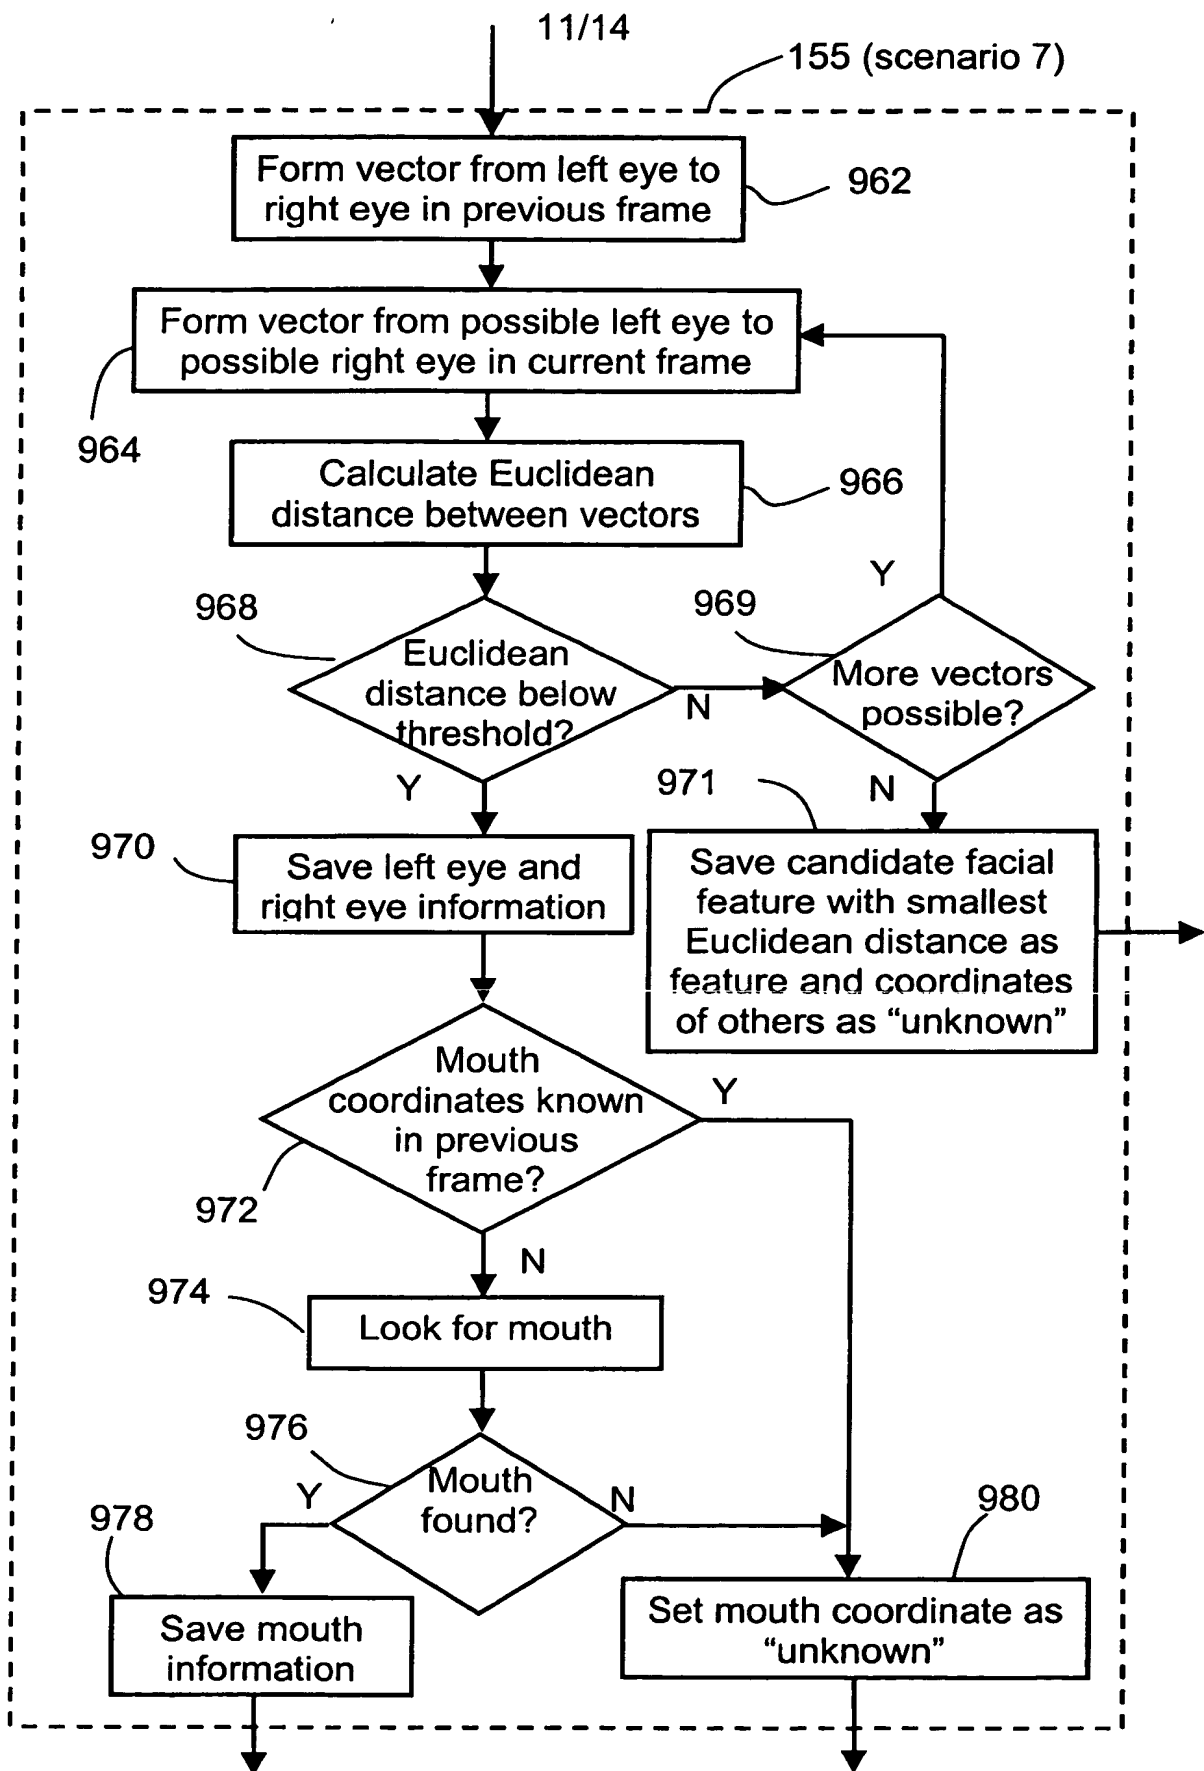 11/14
155 (scenario 7)
Form vector from left eye to
right eye in previous frame
962
Form vector from possible left eye to
possible right eye in current frame
964
Calculate Euclidean
distance between vectors
966
968
Euclidean
distance below
threshold?
N
Y
969
More vectors
possible?
Y
N
970
Save left eye and
right eye information
971
Save candidate facial
feature with smallest
Euclidean distance as
feature and coordinates
of others as “unknown”
Mouth
coordinates known
in previous
frame?
Y
972
N
974
Look for mouth
976
Mouth
found?
Y
N
978
Save mouth
information
980
Set mouth coordinate as
“unknown”